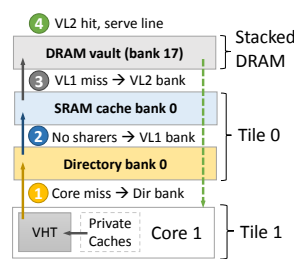 4 VL2 hit, serve line
DRAM vault (bank 17)
Stacked
DRAM
3 VL1 miss → VL2 bank
SRAM cache bank 0
2 No sharers → VL1 bank
Tile 0
Directory bank 0
1 Core miss → Dir bank
VHT
Private
Caches
Core 1
Tile 1